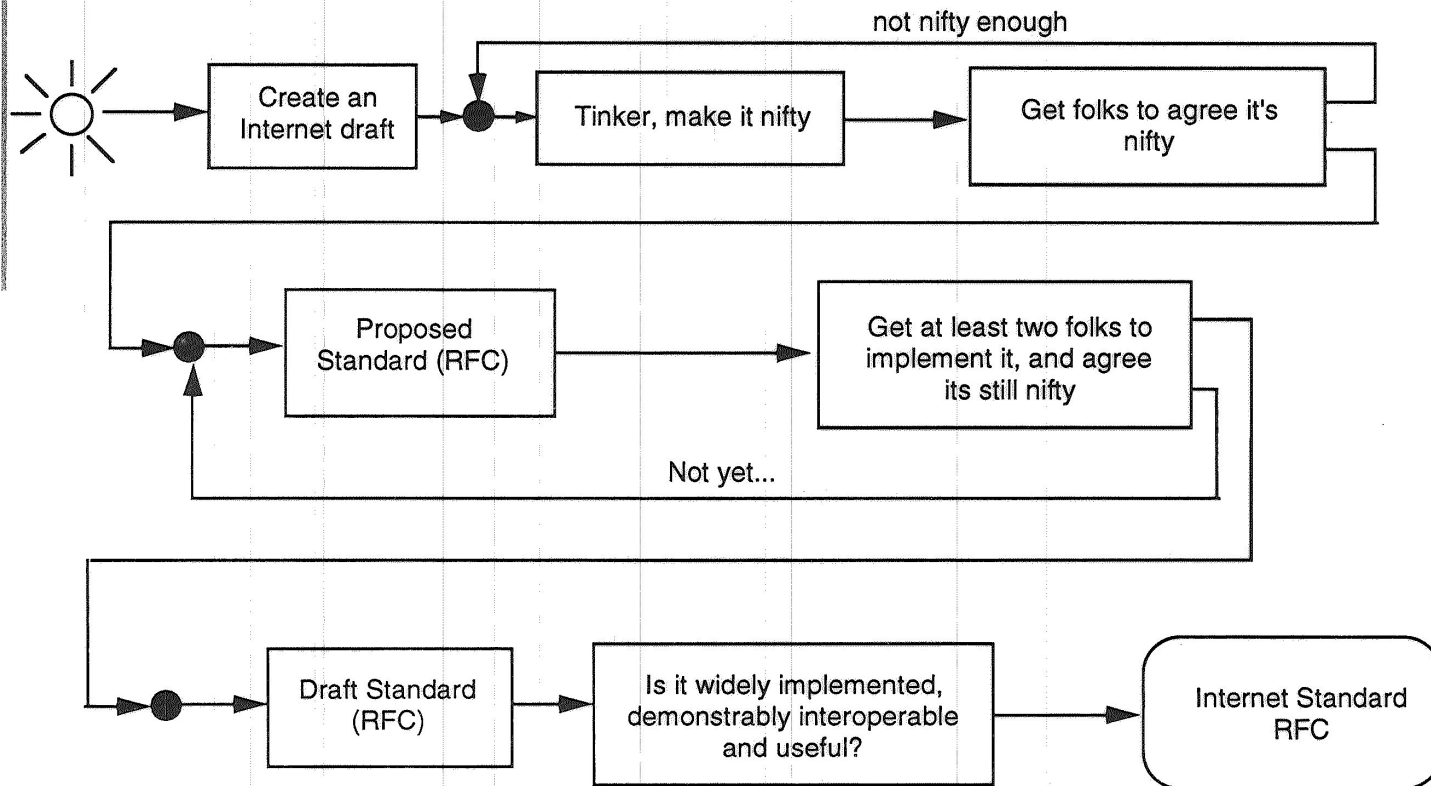 not nifty enough
Create an
Internet draft
Tinker, make it nifty
Get folks to agree it's
nifty
Proposed
Standard (RFC)
Get at least two folks to
implement it, and agree
its still nifty
Not yet...
Draft Standard
(RFC)
Is it widely implemented,
demonstrably interoperable
and useful?
Internet Standard
RFC